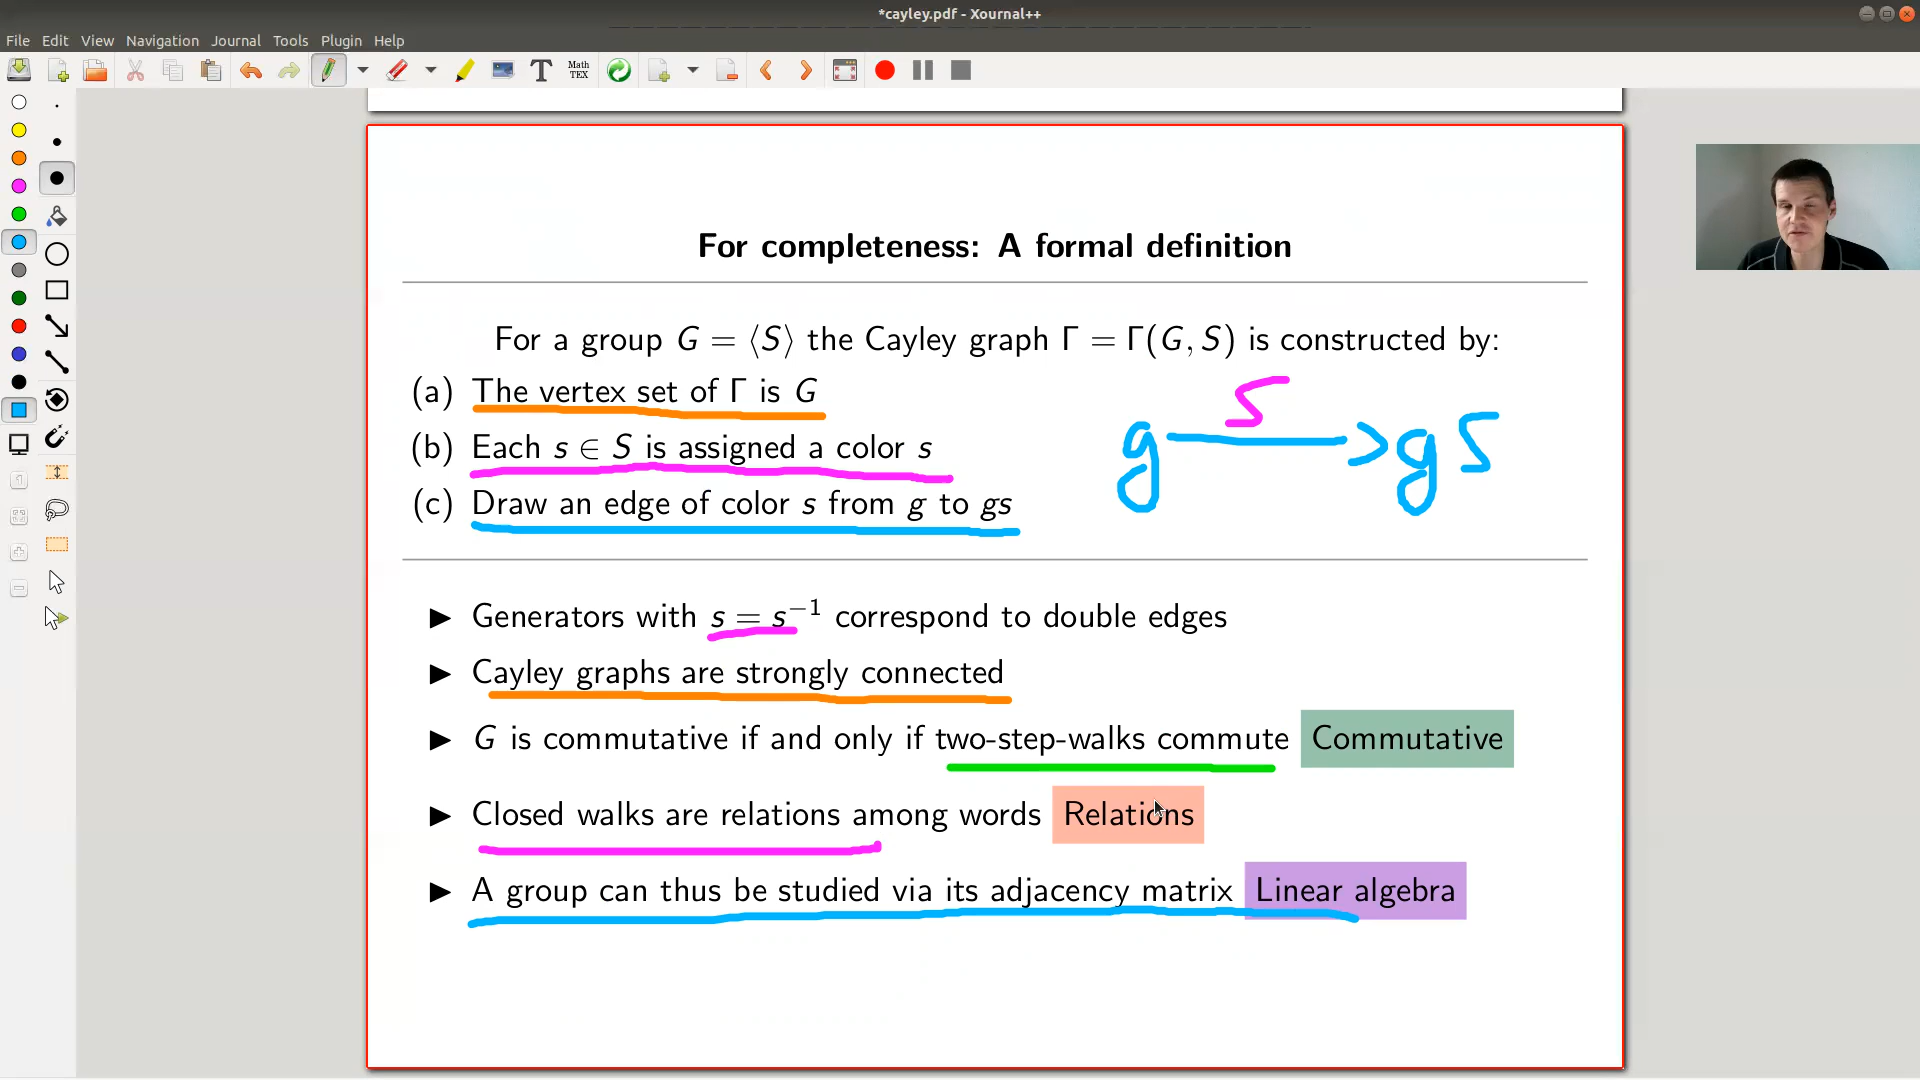 *cayley.pdf - Xournal++
File Edit View Navigation Journal Tools Plugin Help
T Math TEX
For completeness: A formal definition
For a group G = ⟨S⟩ the Cayley graph Γ = Γ(G, S) is constructed by:
(a) The vertex set of Γ is G
(b) Each s ∈ S is assigned a color s
(c) Draw an edge of color s from g to gs
s
g → gs
▶ Generators with s = s⁻¹ correspond to double edges
▶ Cayley graphs are strongly connected
▶ G is commutative if and only if two-step-walks commute Commutative
▶ Closed walks are relations among words Relations
▶ A group can thus be studied via its adjacency matrix Linear algebra